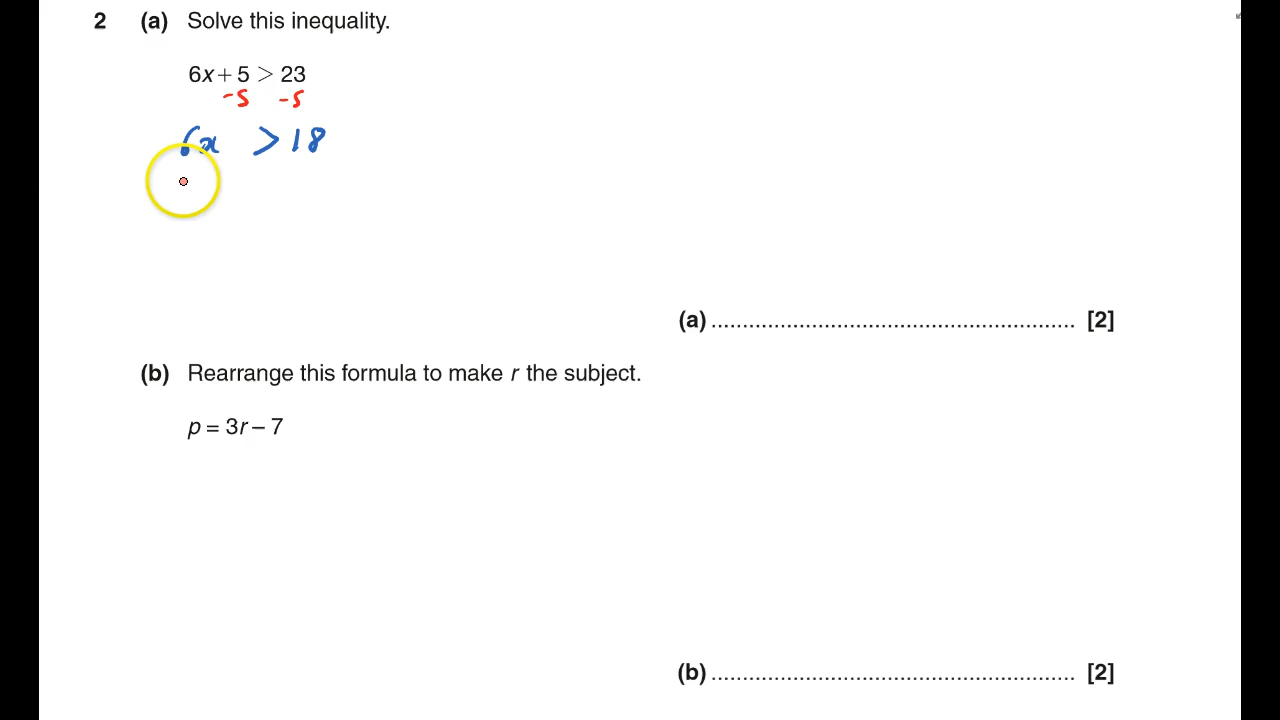 2 (a) Solve this inequality.
6x + 5 > 23
-5 -5
6x > 18
(a) ........................................................ [2]
(b) Rearrange this formula to make r the subject.
p = 3r – 7
(b) ........................................................ [2]